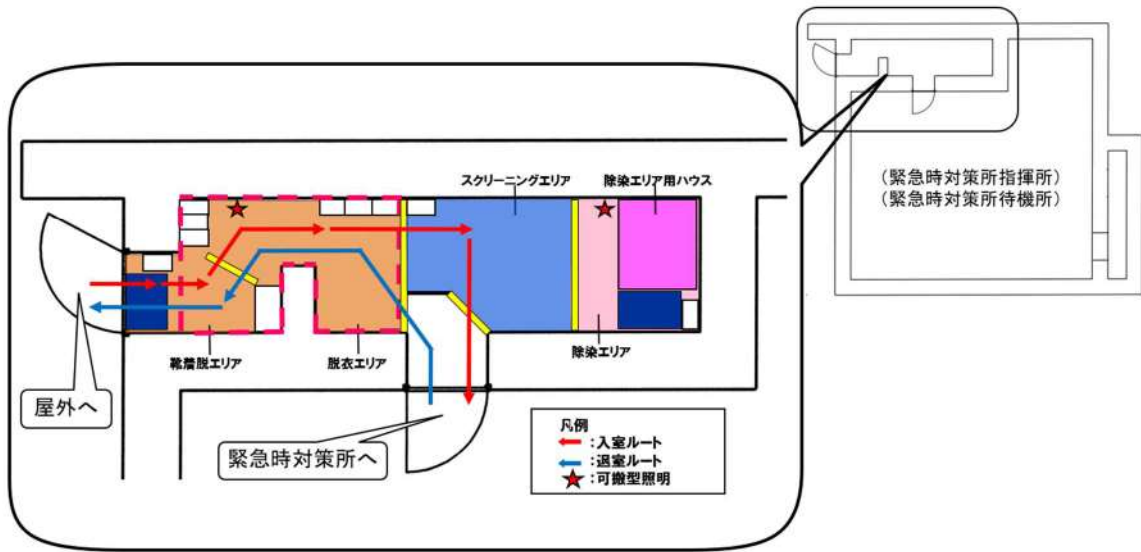 (緊急時対策所指揮所)
(緊急時対策所待機所)
スクリーニングエリア
除染エリア用ハウス
靴着脱エリア
脱衣エリア
除染エリア
屋外へ
緊急時対策所へ
凡例
:入室ルート
:退室ルート
:可搬型照明